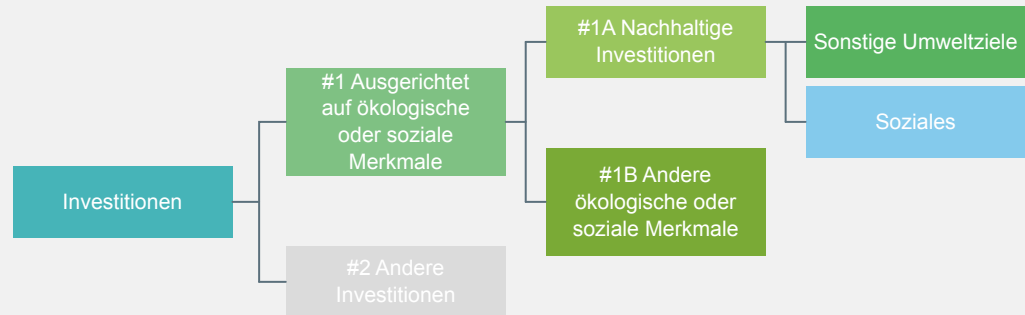 Investitionen
#1 Ausgerichtet
auf ökologische
oder soziale
Merkmale
#2 Andere
Investitionen
#1A Nachhaltige
Investitionen
#1B Andere
ökologische oder
soziale Merkmale
Sonstige Umweltziele
Soziales